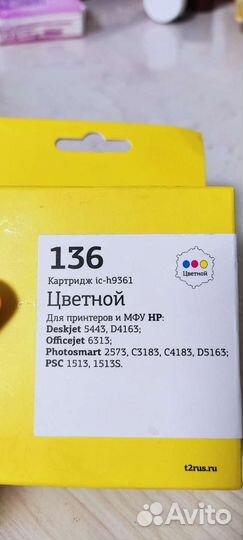 136
Картридж ic-h9361
Цветной
Цветной
Для принтеров и МФУ HP:
Deskjet 5443, D4163;
Officejet 6313;
Photosmart 2573, C3183, C4183, D5163;
PSC 1513, 1513S.
t2rus.ru
Avito